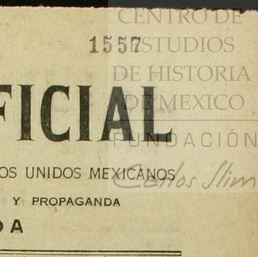 CENTRO DE
1557
ESTUDIOS
DE HISTORIA
DE MEXICO
FICIAL
FUNDACIÓN
OS UNIDOS MEXICANOS
Carlos Slim
Y PROPAGANDA
DA